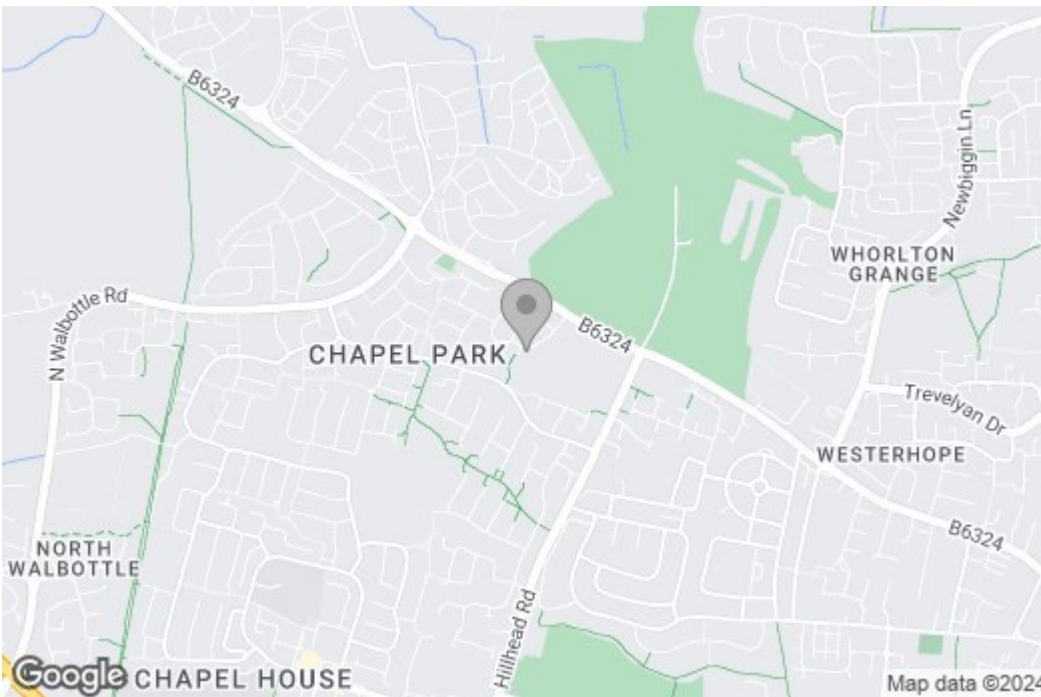 B6324
Newbiggin Ln
WHORLTON
GRANGE
N Walbottle Rd
CHAPEL PARK
B6324
Trevelyan Dr
WESTERHOPE
B6324
NORTH
WALBOTTLE
Hillhead Rd
Google
CHAPEL HOUSE
Map data ©2024